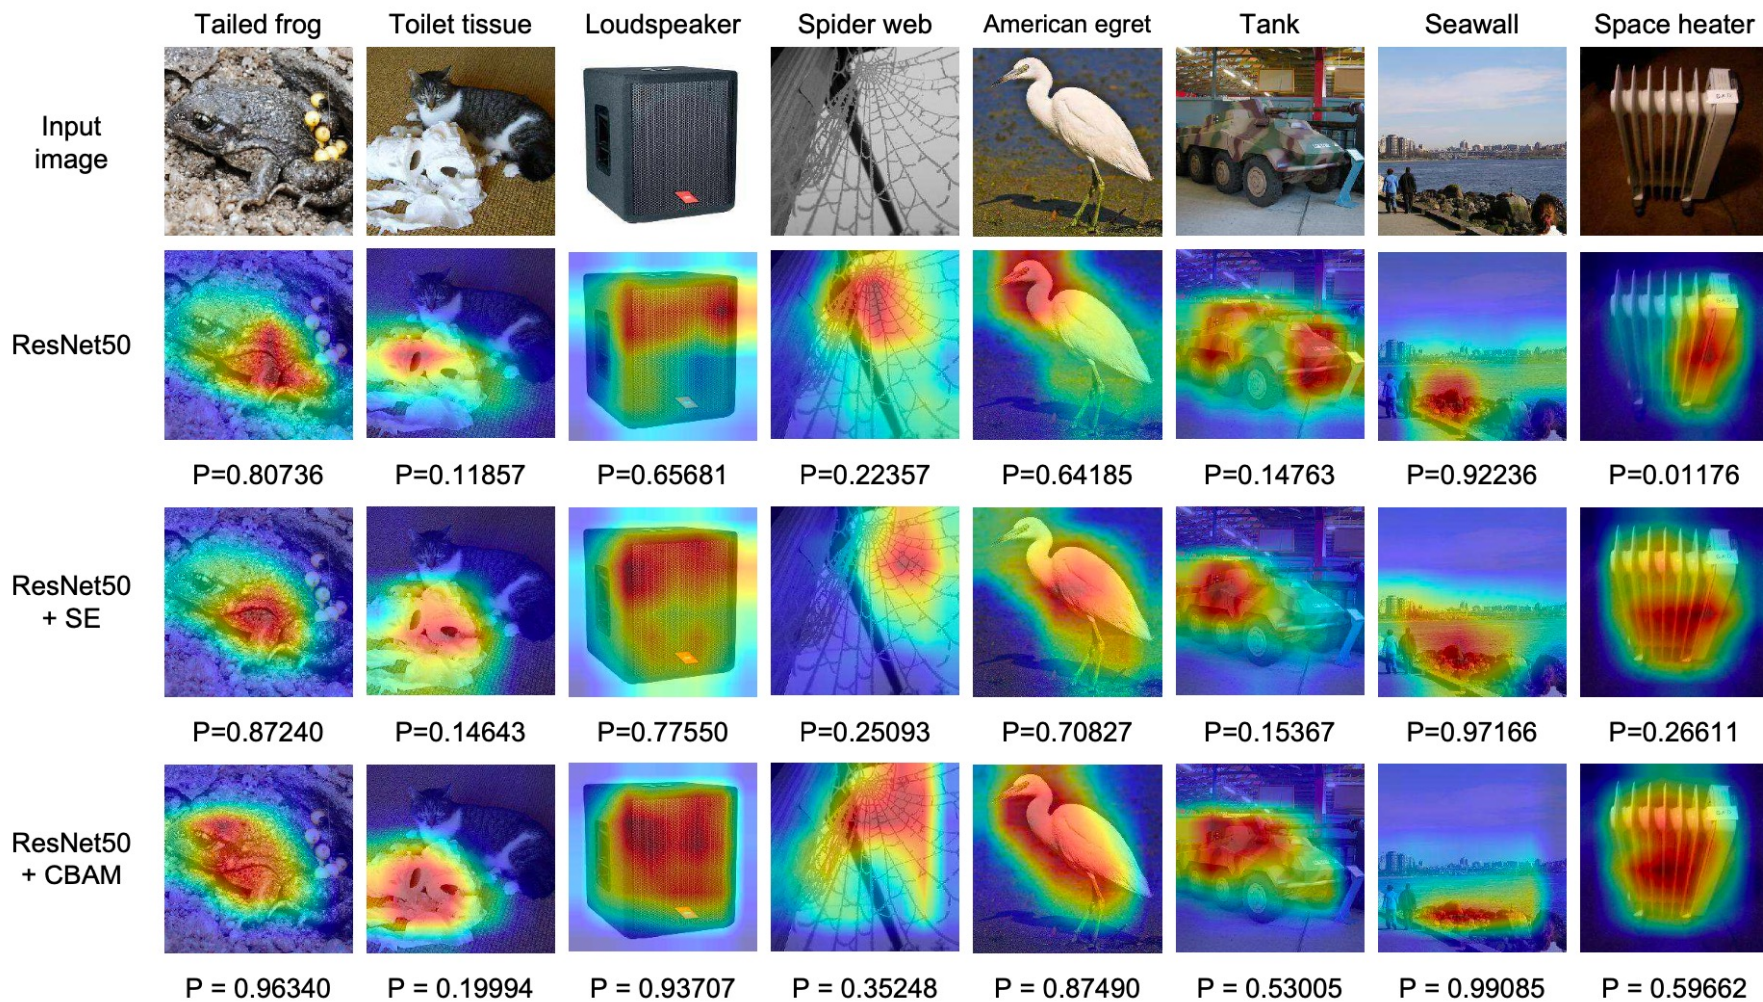 Tailed frog Toilet tissue Loudspeaker Spider web American egret Tank Seawall Space heater
Input
image
ResNet50
P=0.80736 P=0.11857 P=0.65681 P=0.22357 P=0.64185 P=0.14763 P=0.92236 P=0.01176
ResNet50
+ SE
P=0.87240 P=0.14643 P=0.77550 P=0.25093 P=0.70827 P=0.15367 P=0.97166 P=0.26611
ResNet50
+ CBAM
P = 0.96340 P = 0.19994 P = 0.93707 P = 0.35248 P = 0.87490 P = 0.53005 P = 0.99085 P = 0.59662